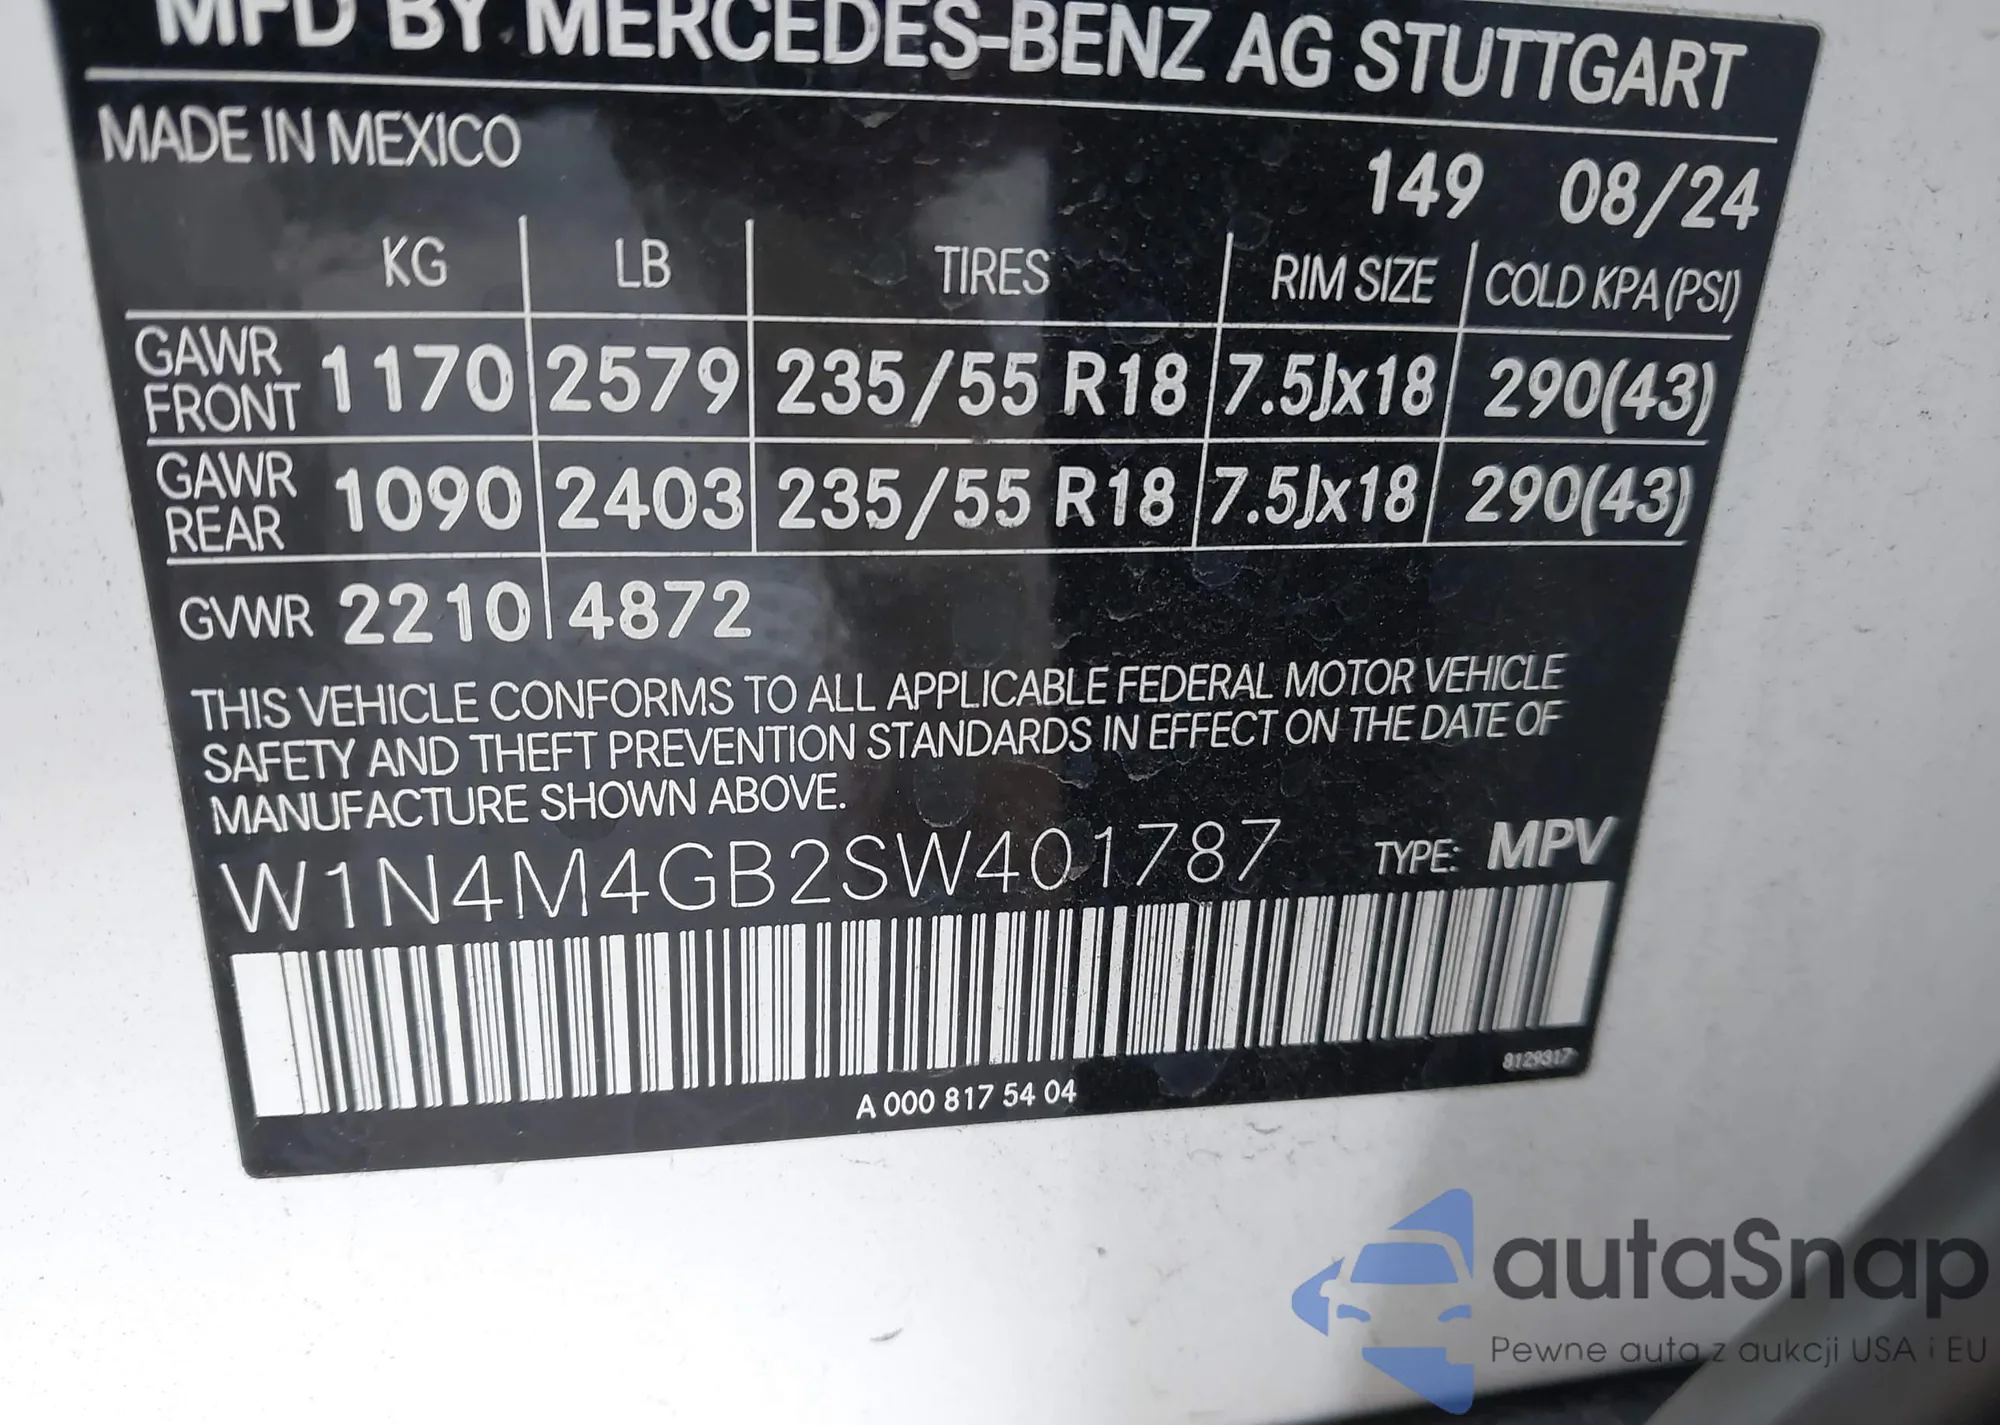 MFD BY MERCEDES-BENZ AG STUTTGART
MADE IN MEXICO
149 08/24
KG LB TIRES RIM SIZE COLD KPA (PSI)
GAWR FRONT 1170 2579 235/55 R18 7.5Jx18 290(43)
GAWR REAR 1090 2403 235/55 R18 7.5Jx18 290(43)
GVWR 2210 4872
THIS VEHICLE CONFORMS TO ALL APPLICABLE FEDERAL MOTOR VEHICLE
SAFETY AND THEFT PREVENTION STANDARDS IN EFFECT ON THE DATE OF
MANUFACTURE SHOWN ABOVE.
W1N4M4GB2SW401787 TYPE: MPV
8129317
A 000 817 54 04
autaSnap
Pewne auta z aukcji USA i EU